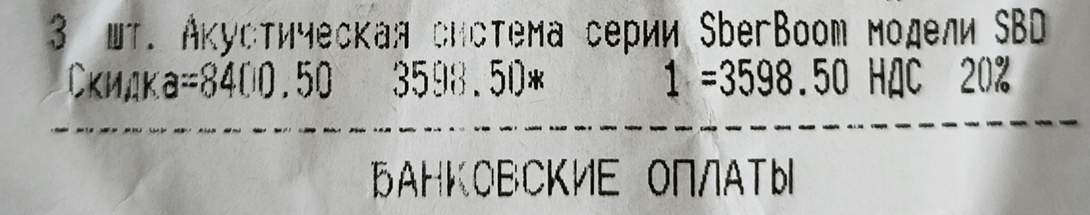 3 шт. Акустическая система серии SberBoom модели SBD
Скидка=8400.50 3598.50* 1 =3598.50 НДС 20%
БАНКОВСКИЕ ОПЛАТЫ